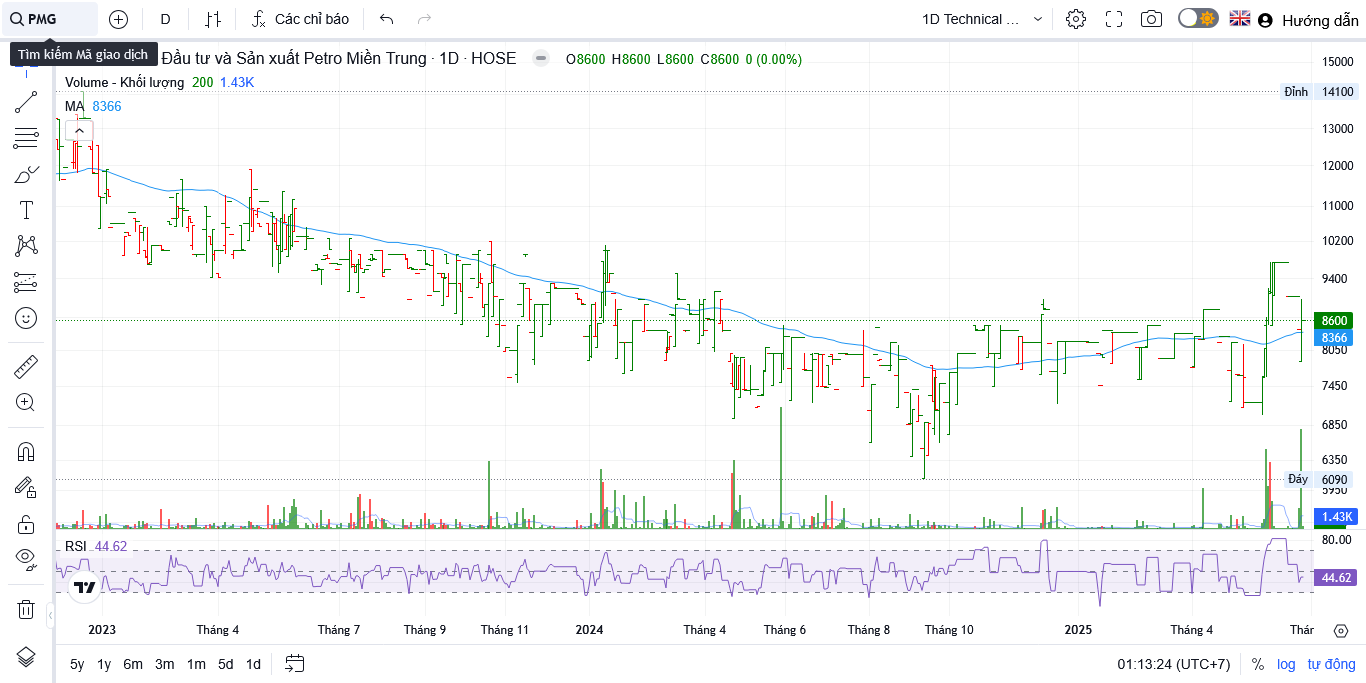 PMG D Các chỉ báo 1D Technical ... Hướng dẫn
Tìm kiếm Mã giao dịch
Đầu tư và Sản xuất Petro Miền Trung · 1D · HOSE O8600 H8600 L8600 C8600 0 (0.00%)
Volume - Khối lượng 200 1.43K
MA 8366
15000
Đỉnh 14100
13000
12000
11000
10200
9400
8600
8366
8050
7450
6850
6350
Đáy 6090
5950
1.43K
RSI 44.62
80.00
44.62
2023 Tháng 4 Tháng 7 Tháng 9 Tháng 11 2024 Tháng 4 Tháng 6 Tháng 8 Tháng 10 2025 Tháng 4 Thár
5y 1y 6m 3m 1m 5d 1d 01:13:24 (UTC+7) % log tự động